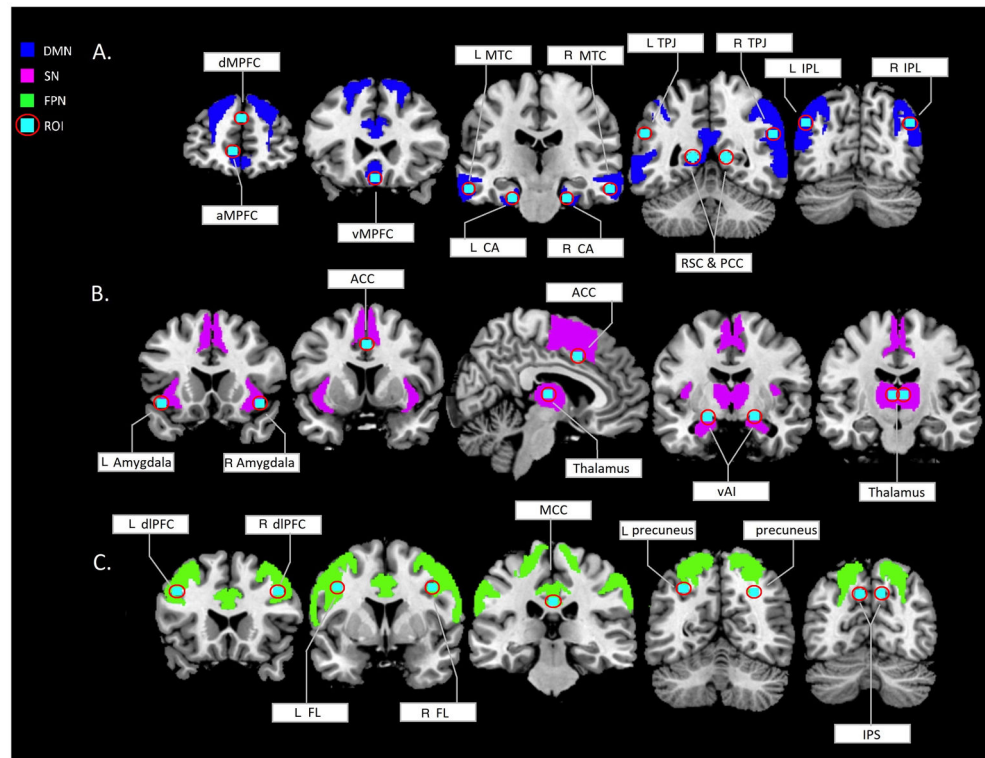 DMN
SN
FPN
ROI
A.
dMPFC
L MTC
R MTC
L TPJ
R TPJ
L IPL
R IPL
aMPFC
vMPFC
L CA
R CA
RSC & PCC
B.
ACC
ACC
L Amygdala
R Amygdala
Thalamus
vAI
Thalamus
C.
L dlPFC
R dlPFC
MCC
L precuneus
precuneus
L FL
R FL
IPS